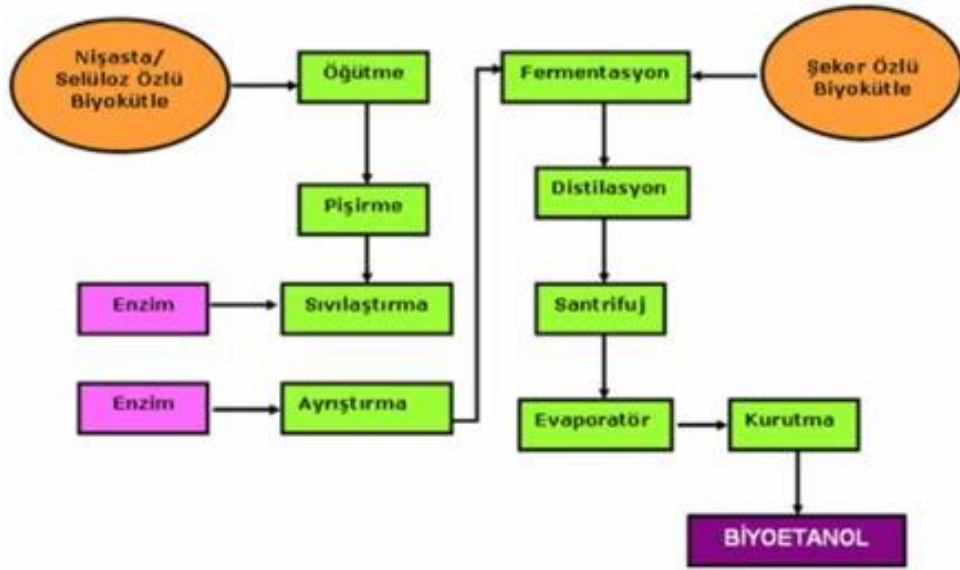 Nişasta/
Selüloz Özlü
Biyokütle
Öğütme
Fermentasyon
Şeker Özlü
Biyokütle
Pişirme
Distilasyon
Enzim
Sıvılaştırma
Santrifuj
Enzim
Ayrıştırma
Evaporatör
Kurutma
BİYOETANOL